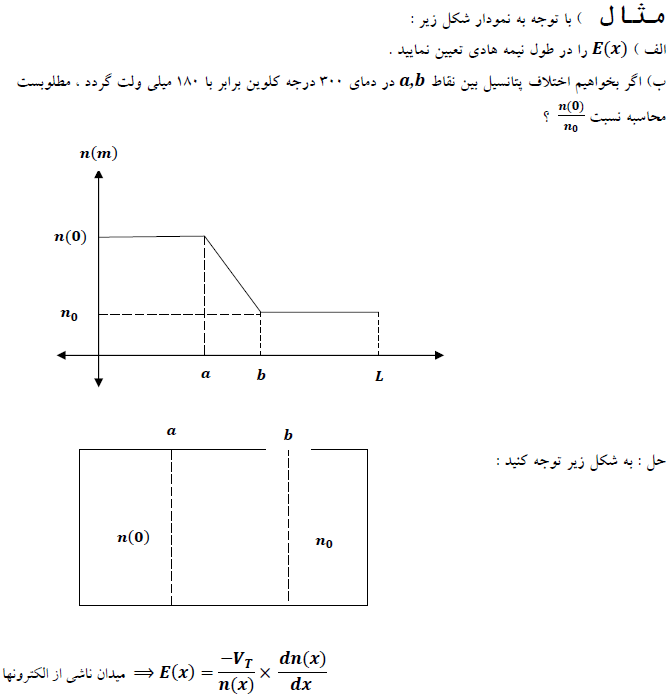 مثال ) با توجه به نمودار شکل زیر :
الف ) E(x) را در طول نیمه هادی تعیین نمایید .
ب) اگر بخواهیم اختلاف پتانسیل بین نقاط a,b در دمای ۳۰۰ درجه کلوین برابر با ۱۸۰ میلی ولت گردد ، مطلوبست
محاسبه نسبت n(0)/n₀ ؟
n(m)
n(0)
n₀
a b L
حل : به شکل زیر توجه کنید :
a b
n(0) n₀
میدان ناشی از الکترونها ⟹ E(x) = −V_T/n(x) × dn(x)/dx